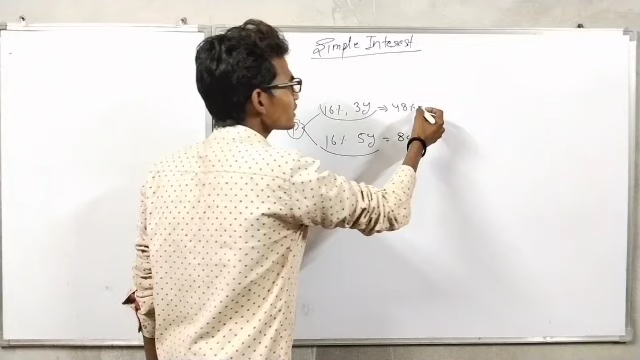 Simple Interest
16%, 3y ⇒ 48%
P
16% 5y = 8